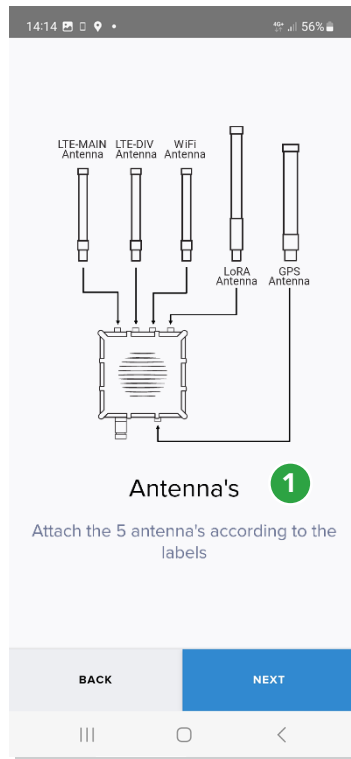 14:14
4G+
56%
LTE-MAIN LTE-DIV WiFi
Antenna Antenna Antenna
LoRA GPS
Antenna Antenna
Antenna's
1
Attach the 5 antenna's according to the
labels
BACK NEXT